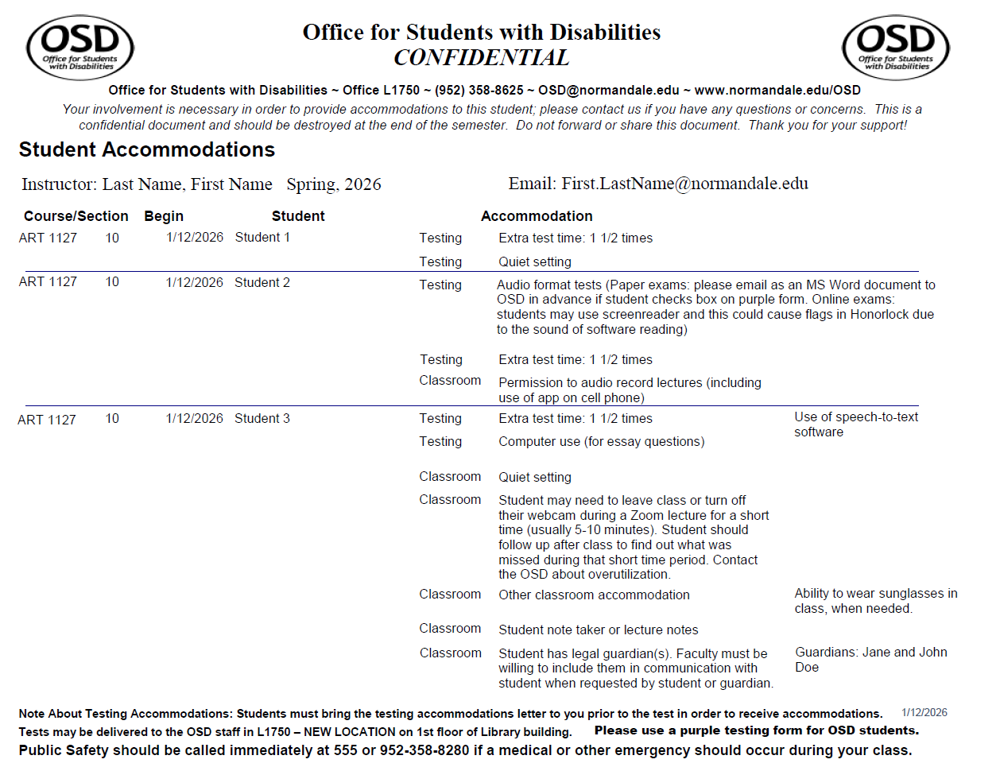 OSD
Office for Students
with Disabilities
Office for Students with Disabilities
CONFIDENTIAL
OSD
Office for Students
with Disabilities
Office for Students with Disabilities ~ Office L1750 ~ (952) 358-8625 ~ OSD@normandale.edu ~ www.normandale.edu/OSD
Your involvement is necessary in order to provide accommodations to this student; please contact us if you have any questions or concerns. This is a
confidential document and should be destroyed at the end of the semester. Do not forward or share this document. Thank you for your support!
Student Accommodations
Instructor: Last Name, First Name Spring, 2026 Email: First.LastName@normandale.edu
Course/Section Begin Student Accommodation
ART 1127 10 1/12/2026 Student 1 Testing Extra test time: 1 1/2 times
Testing Quiet setting
ART 1127 10 1/12/2026 Student 2 Testing Audio format tests (Paper exams: please email as an MS Word document to
OSD in advance if student checks box on purple form. Online exams:
students may use screenreader and this could cause flags in Honorlock due
to the sound of software reading)
Testing Extra test time: 1 1/2 times
Classroom Permission to audio record lectures (including
use of app on cell phone)
ART 1127 10 1/12/2026 Student 3 Testing Extra test time: 1 1/2 times Use of speech-to-text
software
Testing Computer use (for essay questions)
Classroom Quiet setting
Classroom Student may need to leave class or turn off
their webcam during a Zoom lecture for a short
time (usually 5-10 minutes). Student should
follow up after class to find out what was
missed during that short time period. Contact
the OSD about overutilization.
Classroom Other classroom accommodation Ability to wear sunglasses in
class, when needed.
Classroom Student note taker or lecture notes
Classroom Student has legal guardian(s). Faculty must be Guardians: Jane and John
willing to include them in communication with Doe
student when requested by student or guardian.
Note About Testing Accommodations: Students must bring the testing accommodations letter to you prior to the test in order to receive accommodations. 1/12/2026
Tests may be delivered to the OSD staff in L1750 – NEW LOCATION on 1st floor of Library building. Please use a purple testing form for OSD students.
Public Safety should be called immediately at 555 or 952-358-8280 if a medical or other emergency should occur during your class.